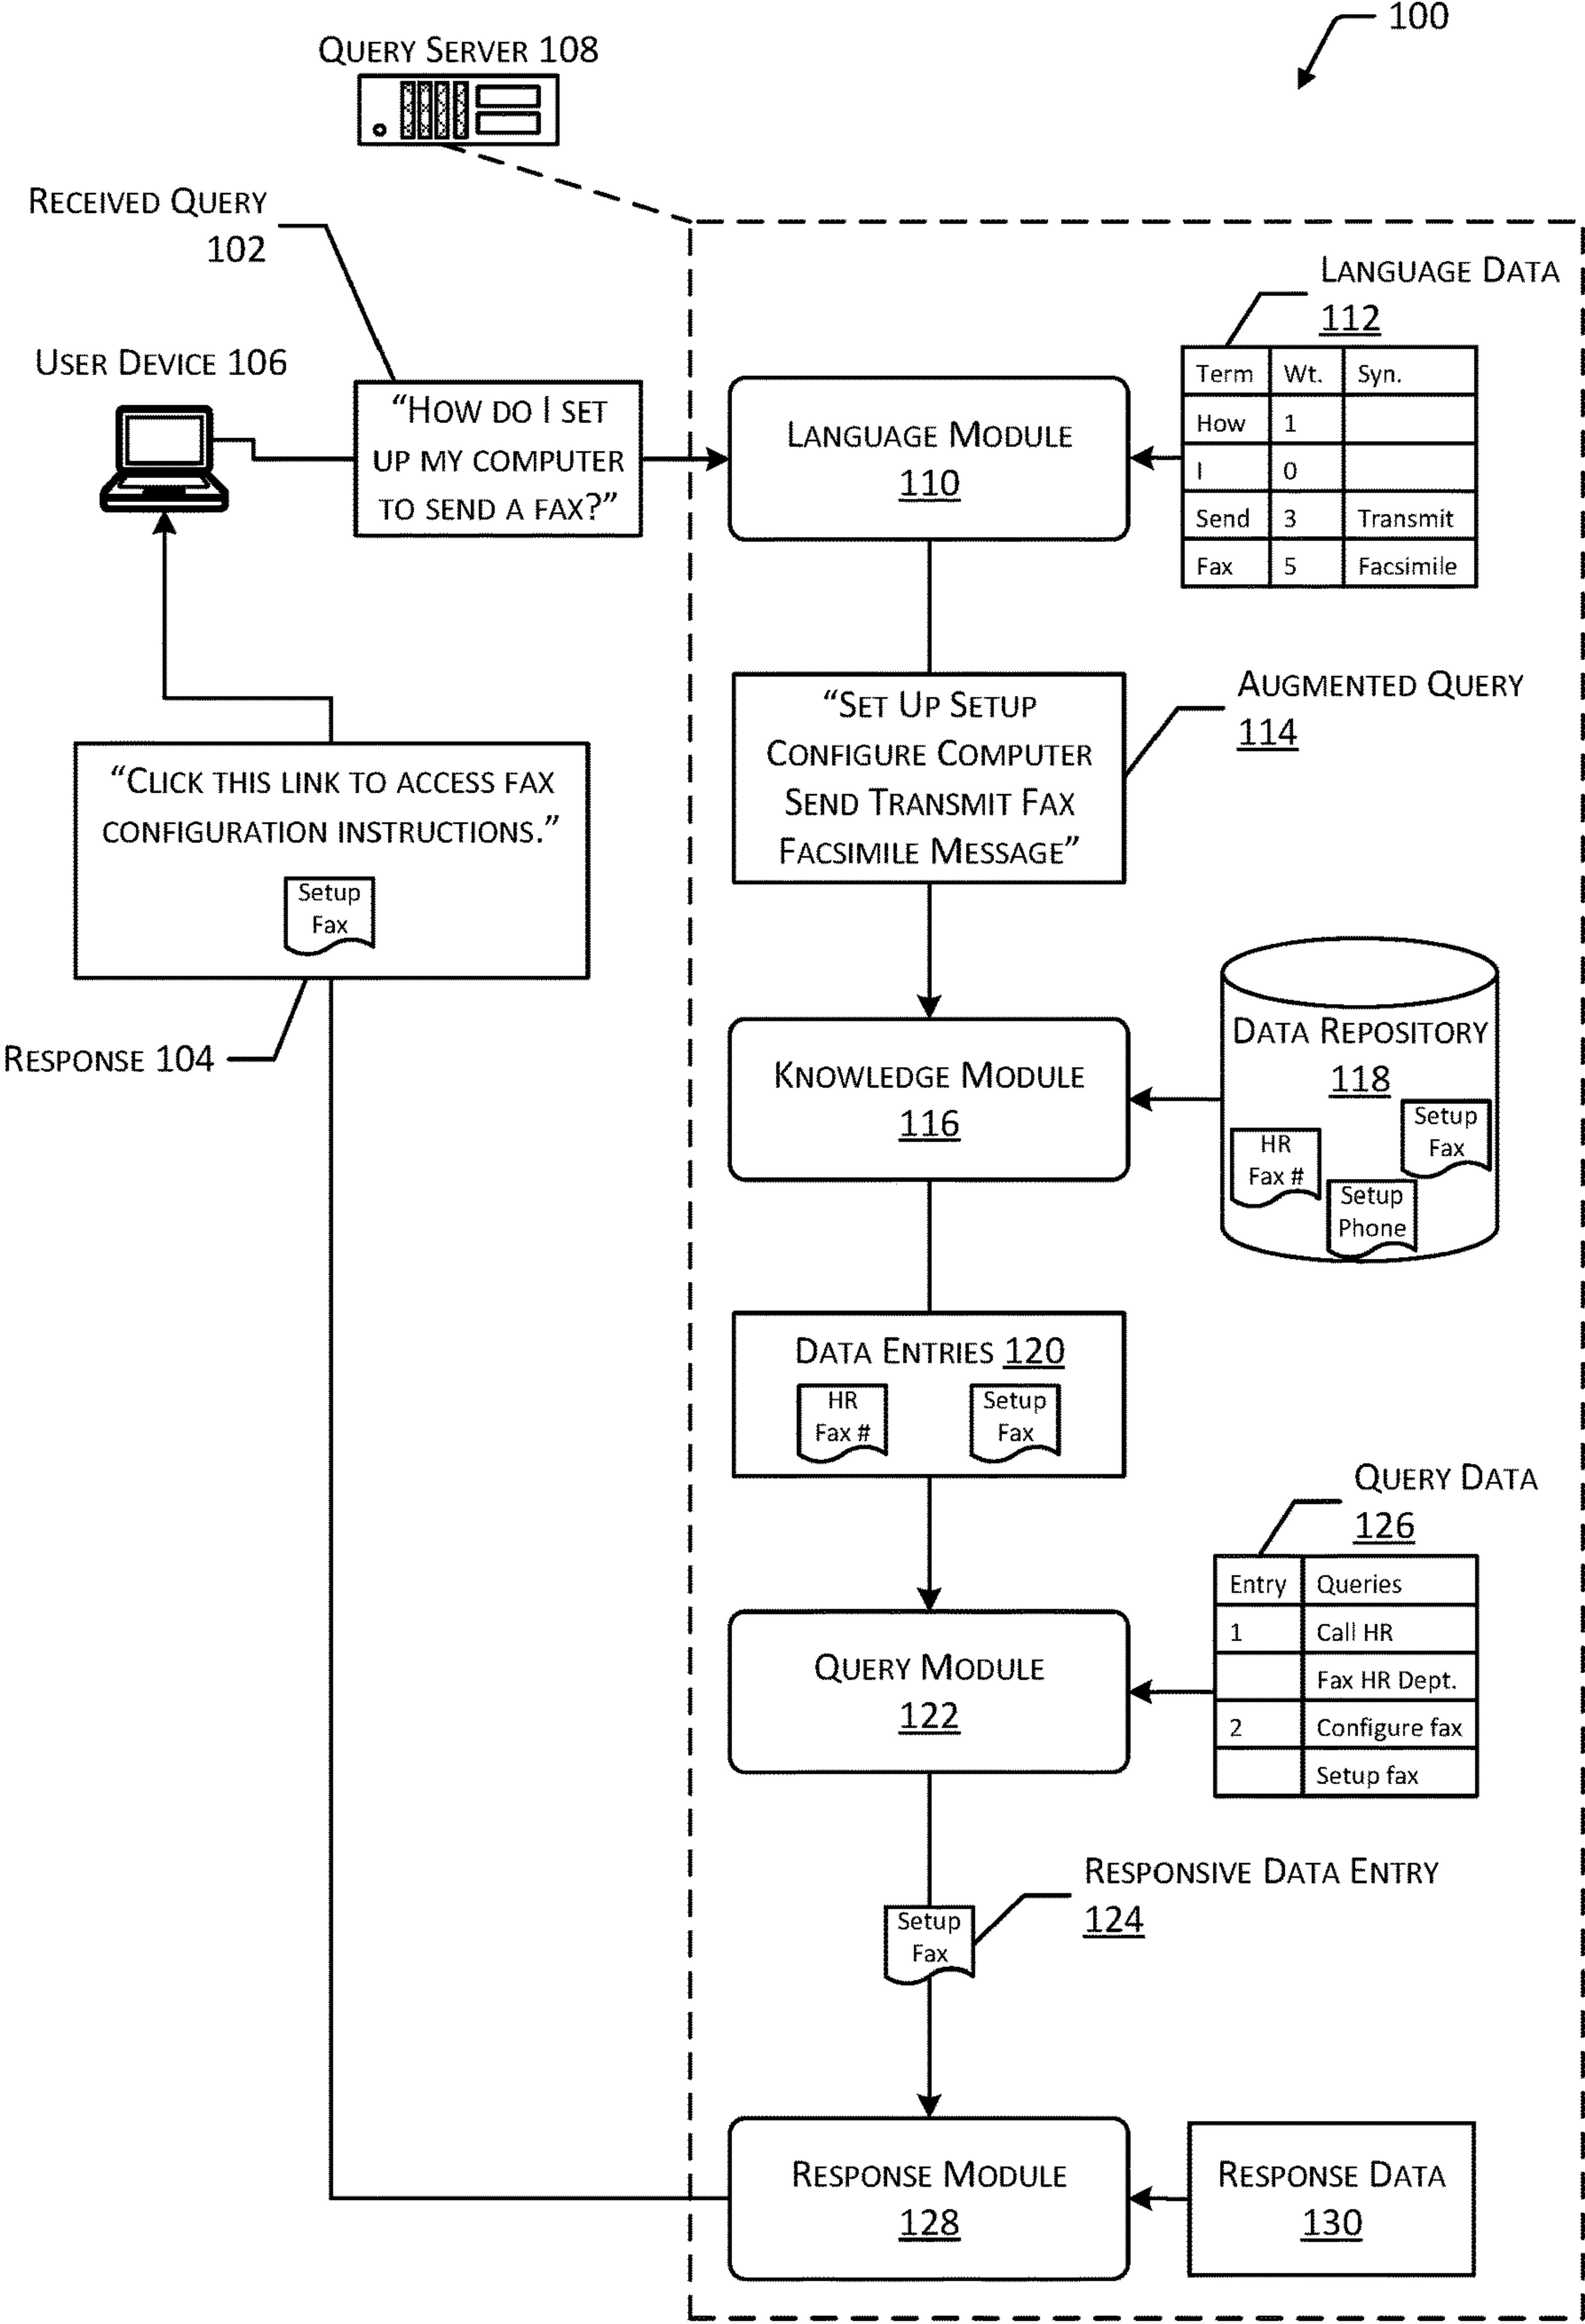 100
QUERY SERVER 108
RECEIVED QUERY
102
USER DEVICE 106
“HOW DO I SET
UP MY COMPUTER
TO SEND A FAX?”
LANGUAGE MODULE
110
LANGUAGE DATA
112
Term Wt. Syn.
How 1
I 0
Send 3 Transmit
Fax 5 Facsimile
“SET UP SETUP
CONFIGURE COMPUTER
SEND TRANSMIT FAX
FACSIMILE MESSAGE”
AUGMENTED QUERY
114
“CLICK THIS LINK TO ACCESS FAX
CONFIGURATION INSTRUCTIONS.”
Setup
Fax
RESPONSE 104
KNOWLEDGE MODULE
116
DATA REPOSITORY
118
HR
Fax #
Setup
Fax
Setup
Phone
DATA ENTRIES 120
HR
Fax #
Setup
Fax
QUERY MODULE
122
QUERY DATA
126
Entry Queries
1 Call HR
Fax HR Dept.
2 Configure fax
Setup fax
Setup
Fax
RESPONSIVE DATA ENTRY
124
RESPONSE MODULE
128
RESPONSE DATA
130